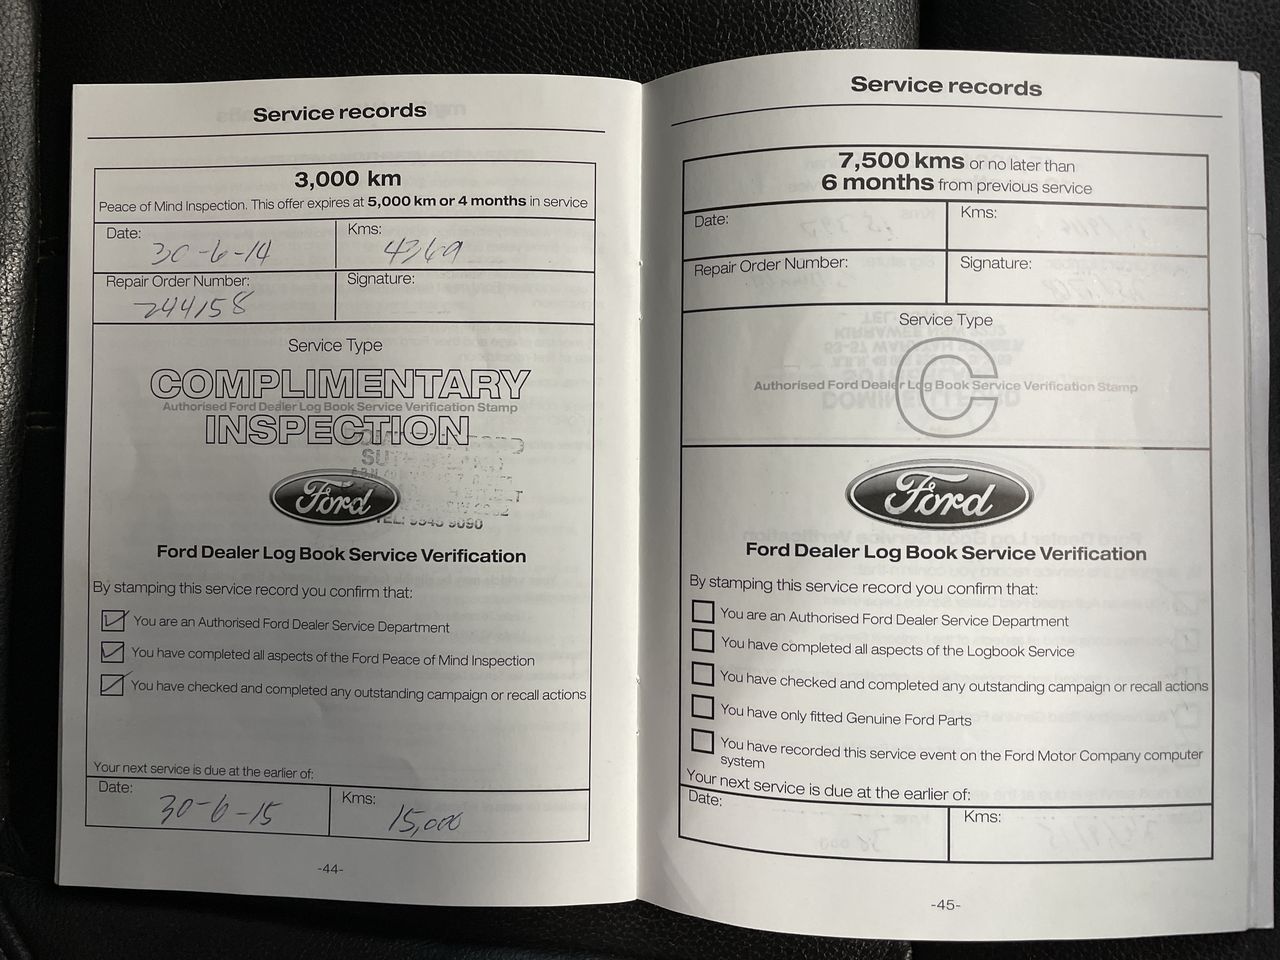 Service records
3,000 km
Peace of Mind Inspection. This offer expires at 5,000 km or 4 months in service
Date:
30-6-14
Kms:
4369
Repair Order Number:
244158
Signature:
Service Type
COMPLIMENTARY
Authorised Ford Dealer Log Book Service Verification Stamp
INSPECTION
Ford
TEL: 9545 9090
Ford Dealer Log Book Service Verification
By stamping this service record you confirm that:
You are an Authorised Ford Dealer Service Department
You have completed all aspects of the Ford Peace of Mind Inspection
You have checked and completed any outstanding campaign or recall actions
Your next service is due at the earlier of:
Date:
30-6-15
Kms:
15,000
-44-
Service records
7,500 kms or no later than
6 months from previous service
Date:
Kms:
Repair Order Number:
Signature:
Service Type
C
Authorised Ford Dealer Log Book Service Verification Stamp
Ford
Ford Dealer Log Book Service Verification
By stamping this service record you confirm that:
You are an Authorised Ford Dealer Service Department
You have completed all aspects of the Logbook Service
You have checked and completed any outstanding campaign or recall actions
You have only fitted Genuine Ford Parts
You have recorded this service event on the Ford Motor Company computer
system
Your next service is due at the earlier of:
Date:
Kms:
-45-